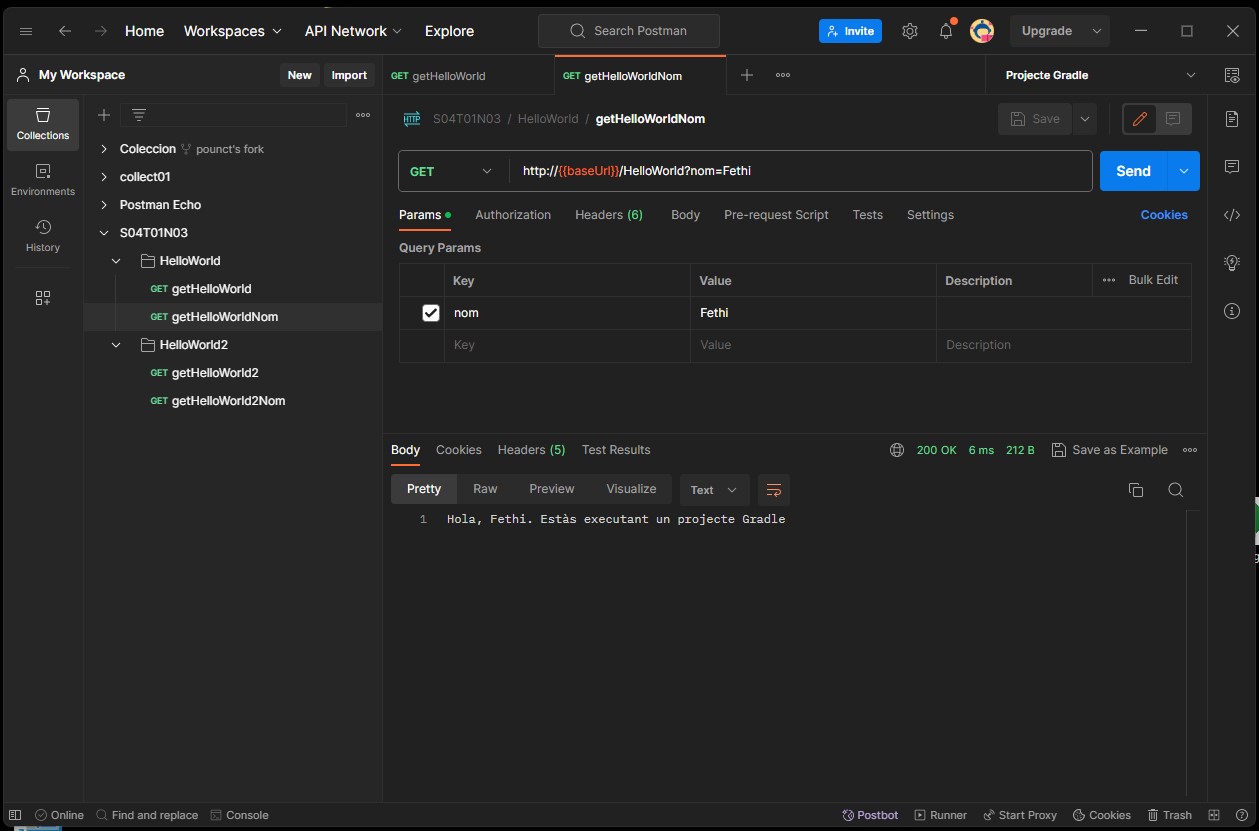 Home Workspaces API Network Explore Search Postman Invite Upgrade
My Workspace New Import GET getHelloWorld GET getHelloWorldNom Projecte Gradle
Collections
Environments
History
Coleccion pounct's fork
collect01
Postman Echo
S04T01N03
HelloWorld
GET getHelloWorld
GET getHelloWorldNom
HelloWorld2
GET getHelloWorld2
GET getHelloWorld2Nom
HTTP S04T01N03 / HelloWorld / getHelloWorldNom Save
GET http://{{baseUrl}}/HelloWorld?nom=Fethi Send
Params Authorization Headers (6) Body Pre-request Script Tests Settings Cookies
Query Params
Key Value Description Bulk Edit
nom Fethi
Key Value Description
Body Cookies Headers (5) Test Results 200 OK 6 ms 212 B Save as Example
Pretty Raw Preview Visualize Text
1 Hola, Fethi. Estàs executant un projecte Gradle
Online Find and replace Console Postbot Runner Start Proxy Cookies Trash